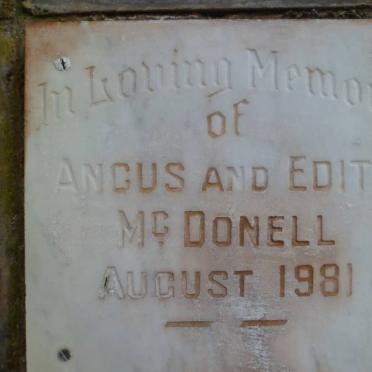 In Loving Memo
of
ANGUS AND EDIT
McDONELL
AUGUST 1981